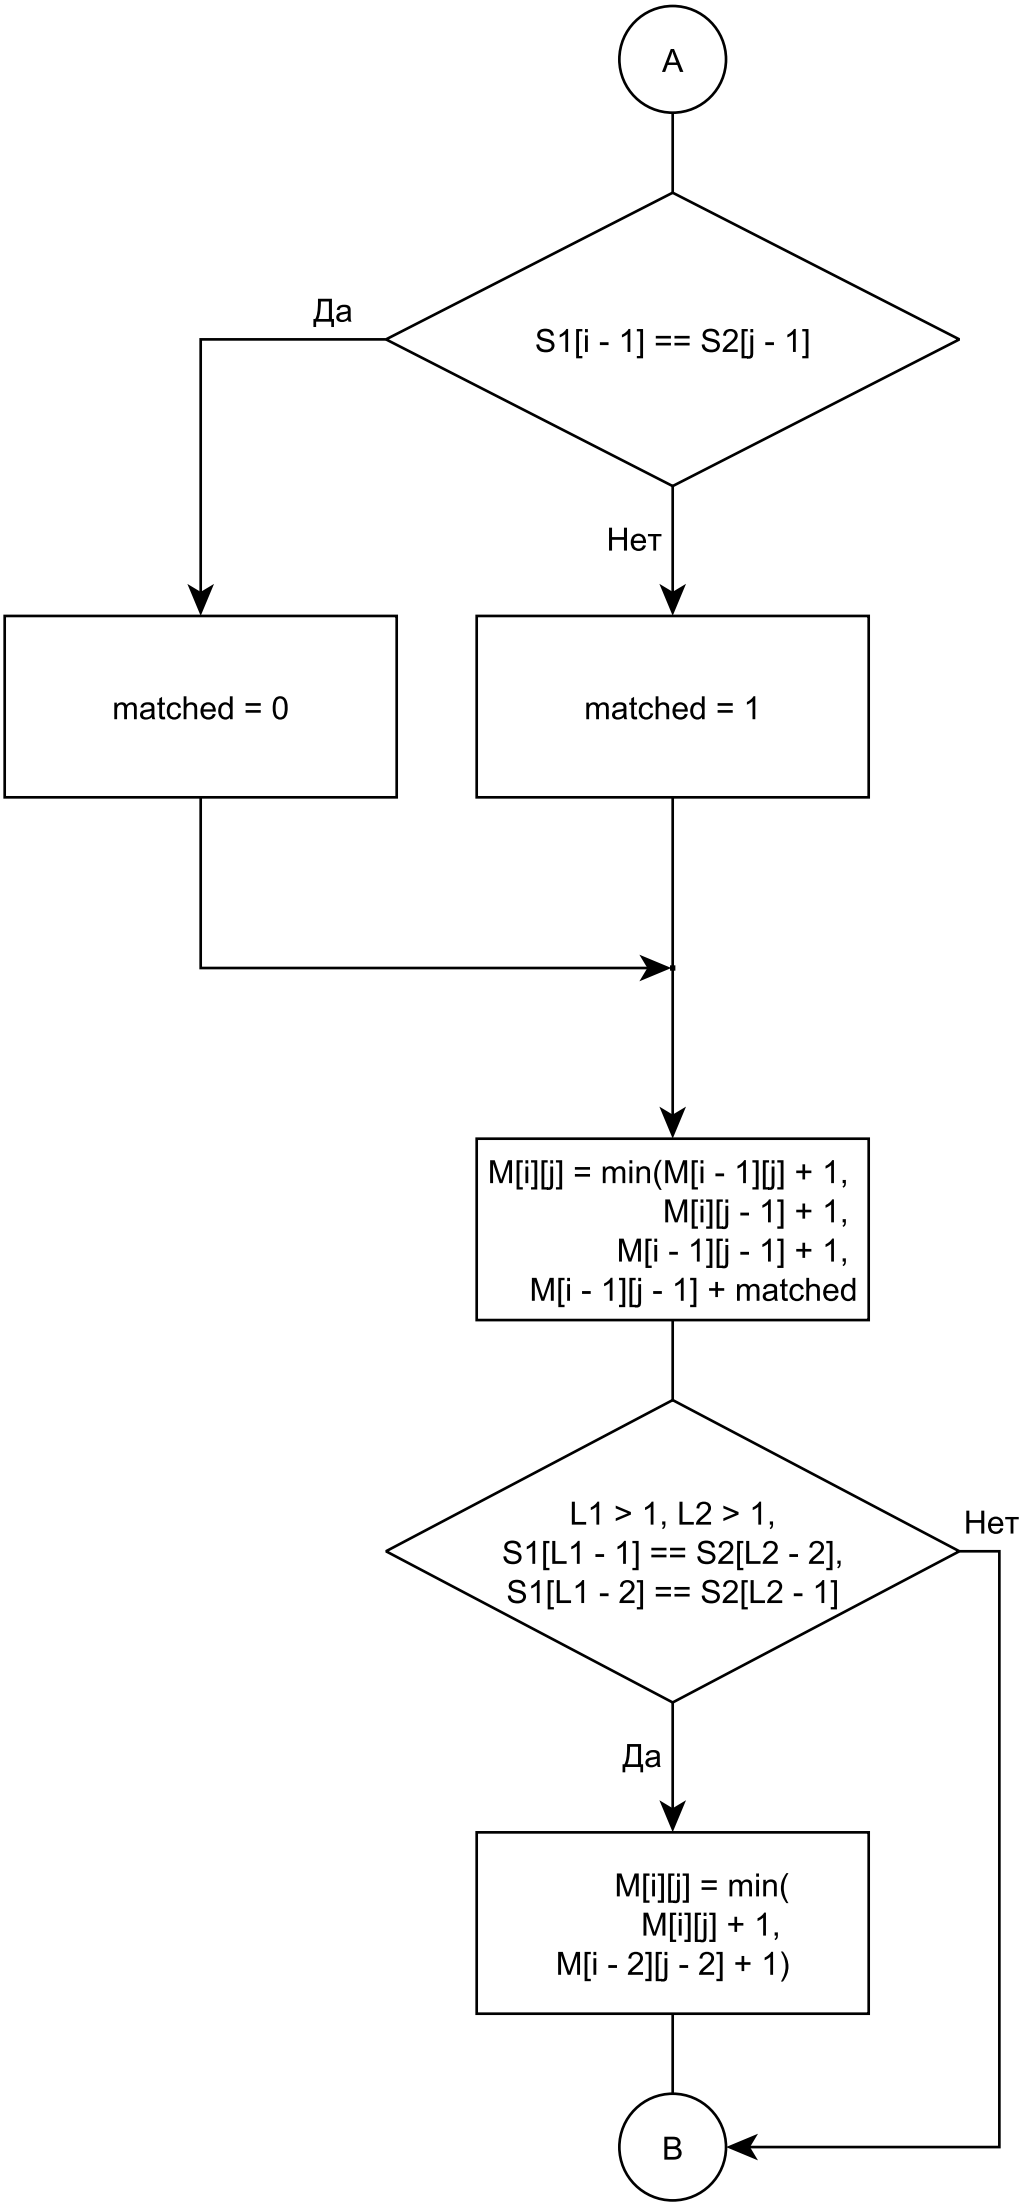 A
S1[i - 1] == S2[j - 1]
Да
Нет
matched = 0
matched = 1
M[i][j] = min(M[i - 1][j] + 1,
M[i][j - 1] + 1,
M[i - 1][j - 1] + 1,
M[i - 1][j - 1] + matched
L1 > 1, L2 > 1,
S1[L1 - 1] == S2[L2 - 2],
S1[L1 - 2] == S2[L2 - 1]
Нет
Да
M[i][j] = min(
M[i][j] + 1,
M[i - 2][j - 2] + 1)
B